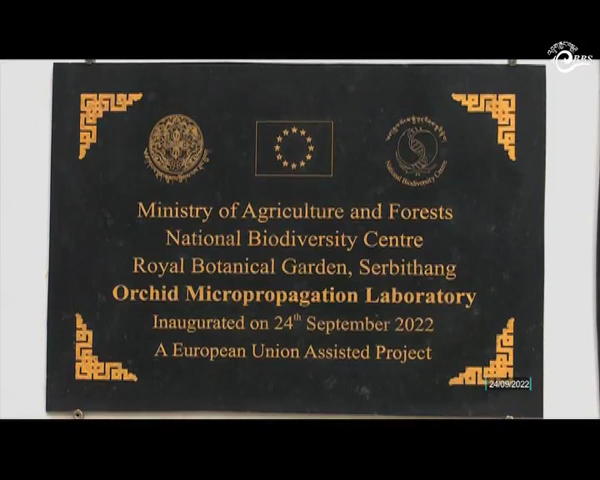 BBS
National Biodiversity Centre
Ministry of Agriculture and Forests
National Biodiversity Centre
Royal Botanical Garden, Serbithang
Orchid Micropropagation Laboratory
Inaugurated on 24th September 2022
A European Union Assisted Project
24/09/2022